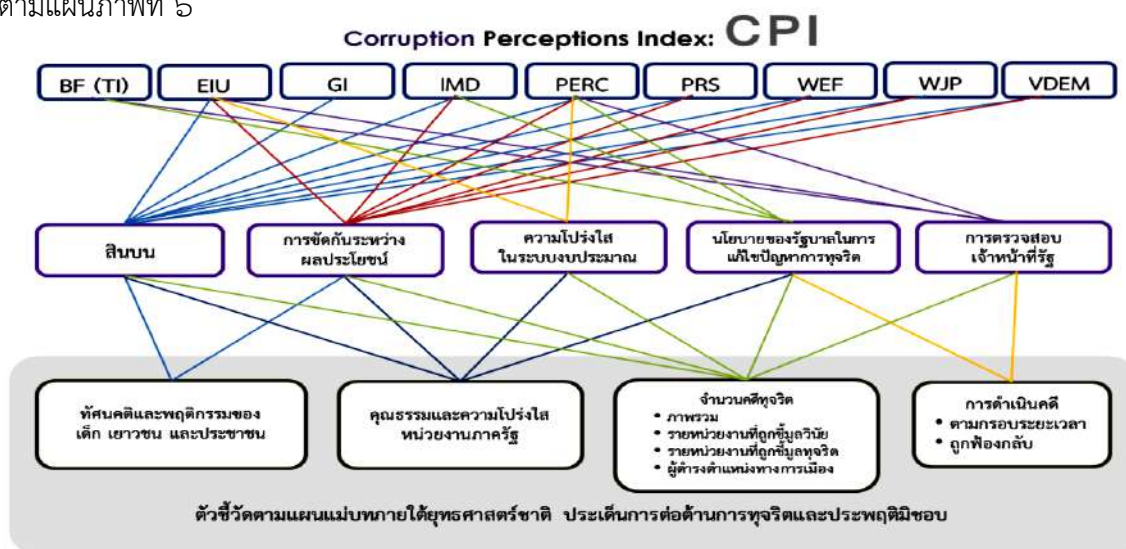 ตามแผนภาพที่ ๖
Corruption Perceptions Index: CPI
BF (TI) EIU GI IMD PERC PRS WEF WJP VDEM
สินบน
การขัดกันระหว่าง
ผลประโยชน์
ความโปร่งใส
ในระบบงบประมาณ
นโยบายของรัฐบาลในการ
แก้ไขปัญหาการทุจริต
การตรวจสอบ
เจ้าหน้าที่รัฐ
ทัศนคติและพฤติกรรมของ
เด็ก เยาวชน และประชาชน
คุณธรรมและความโปร่งใส
หน่วยงานภาครัฐ
จำนวนคดีทุจริต
• ภาพรวม
• รายหน่วยงานที่ถูกชี้มูลวินัย
• รายหน่วยงานที่ถูกชี้มูลทุจริต
• ผู้ดำรงตำแหน่งทางการเมือง
การดำเนินคดี
• ตามกรอบระยะเวลา
• ถูกฟ้องกลับ
ตัวชี้วัดตามแผนแม่บทภายใต้ยุทธศาสตร์ชาติ ประเด็นการต่อต้านการทุจริตและประพฤติมิชอบ